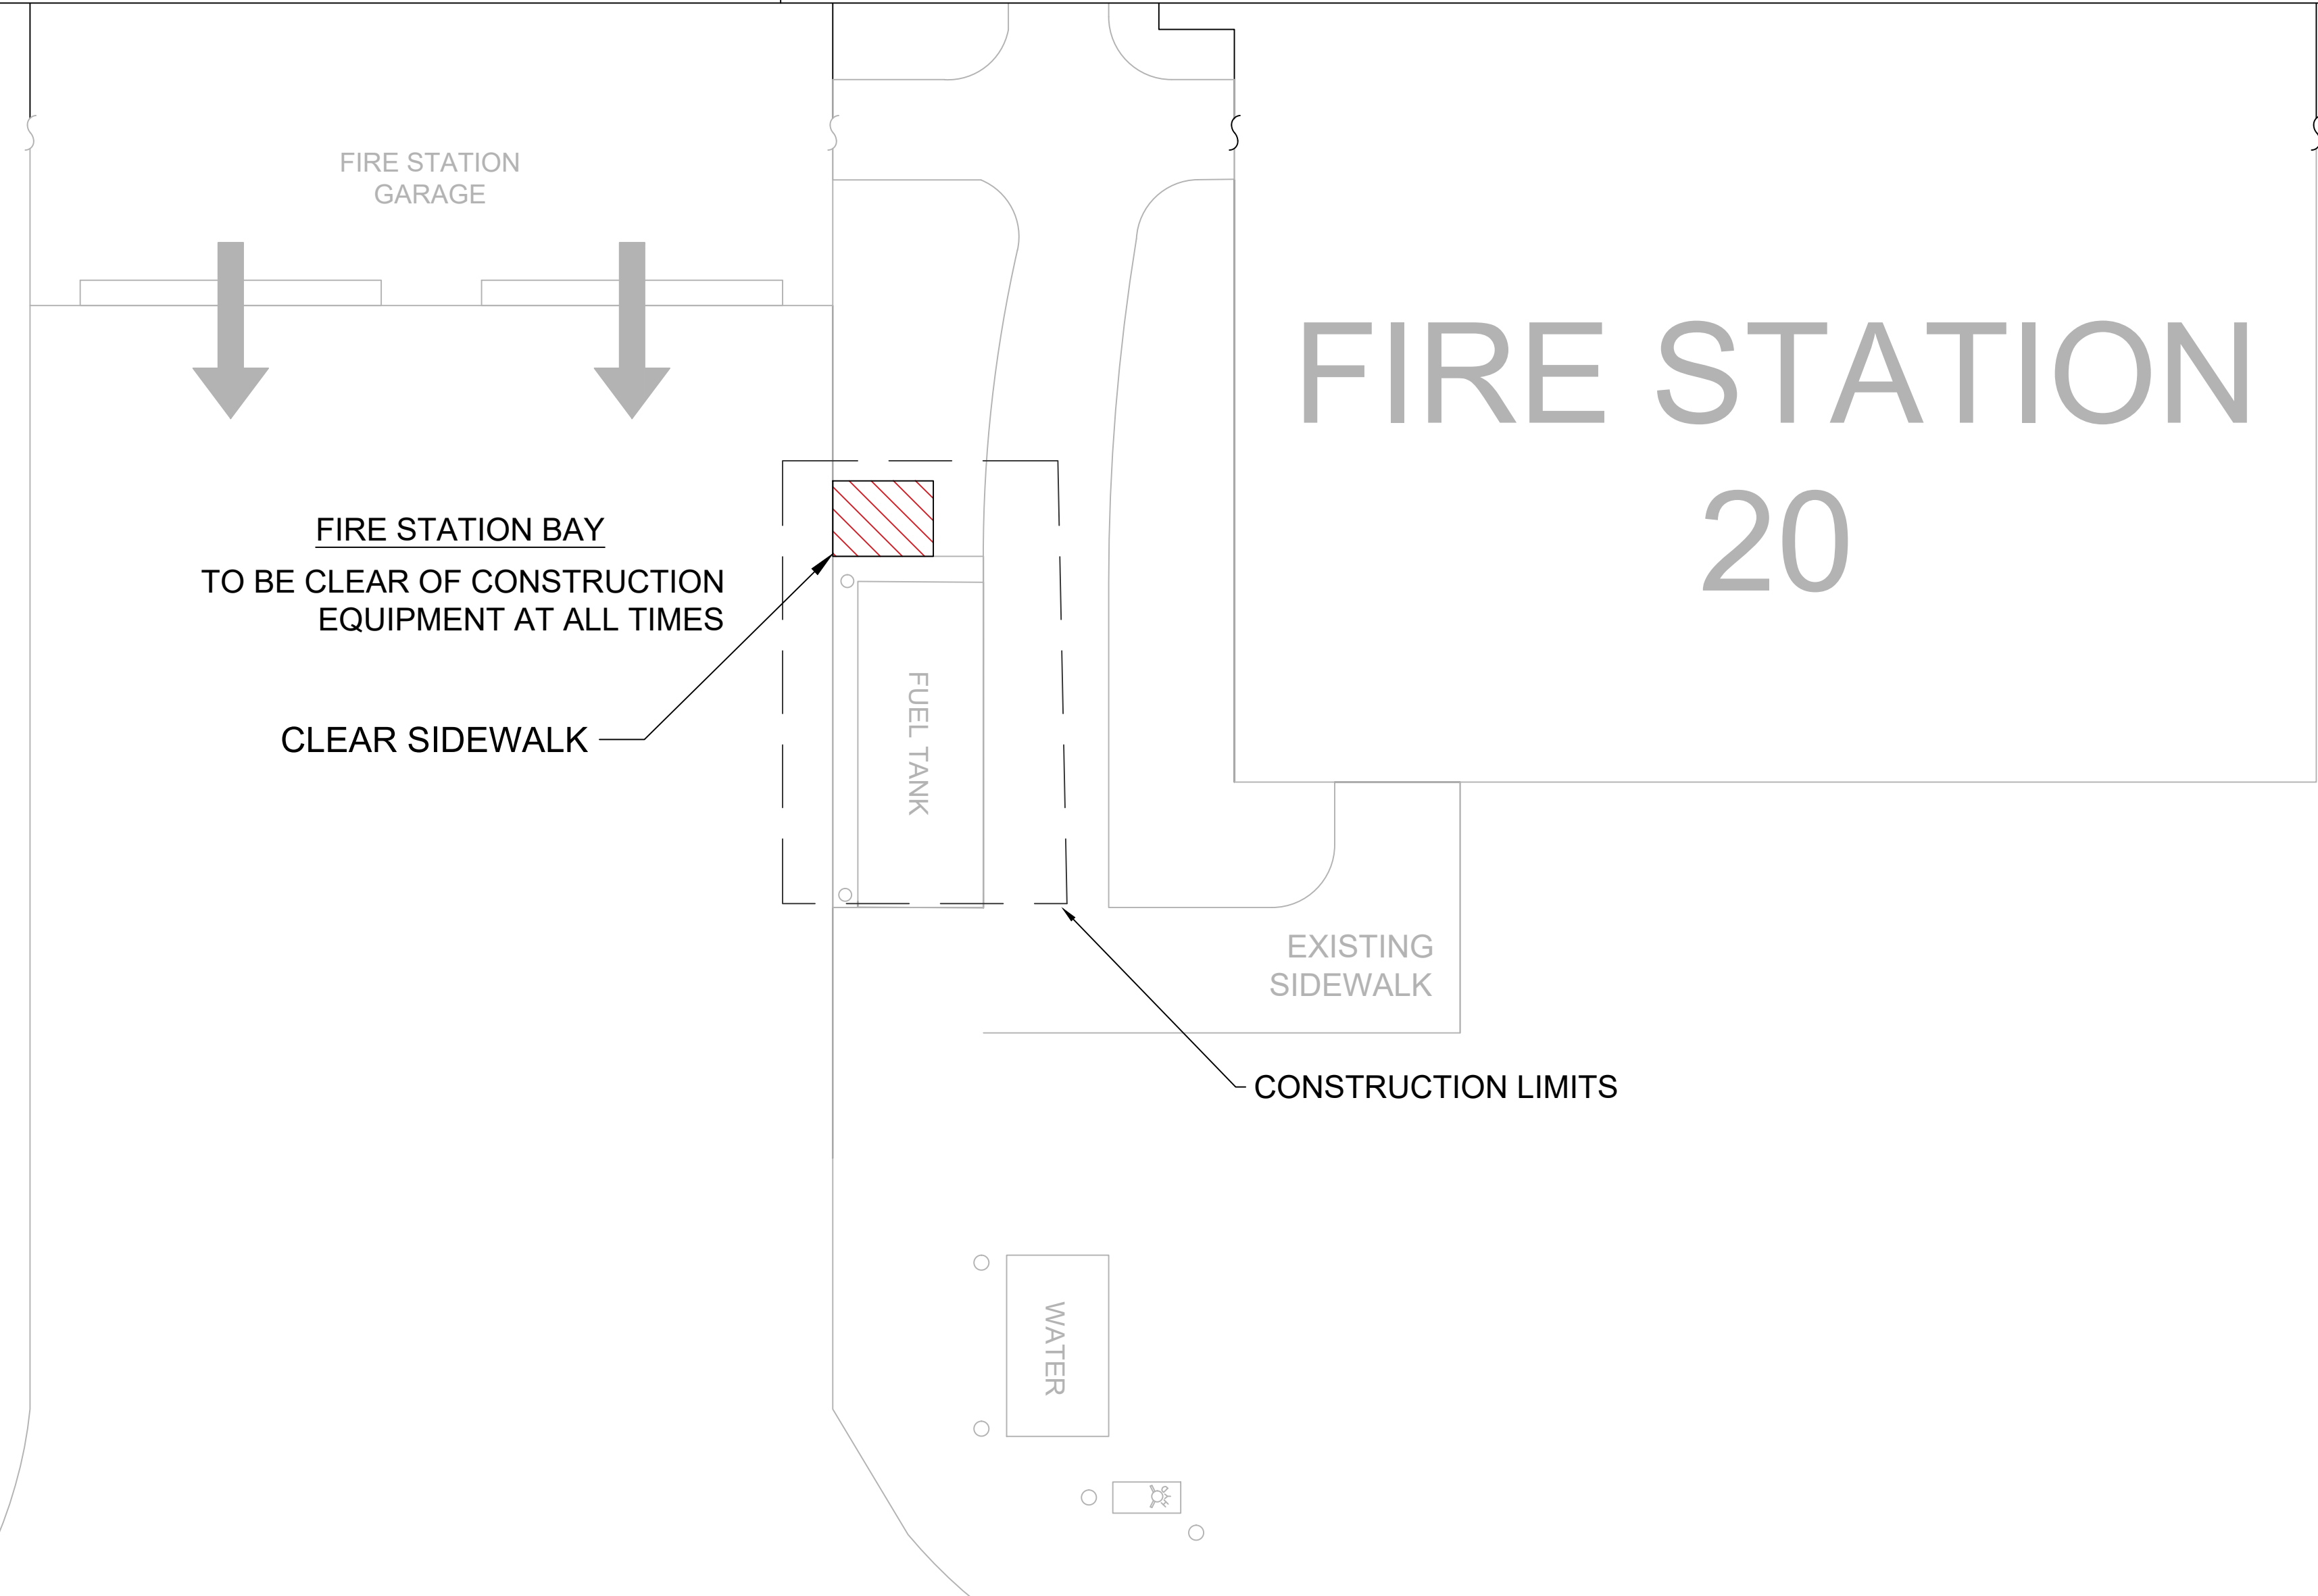 FIRE STATION
GARAGE
FIRE STATION
20
FIRE STATION BAY
TO BE CLEAR OF CONSTRUCTION
EQUIPMENT AT ALL TIMES
CLEAR SIDEWALK
FUEL TANK
EXISTING
SIDEWALK
CONSTRUCTION LIMITS
WATER